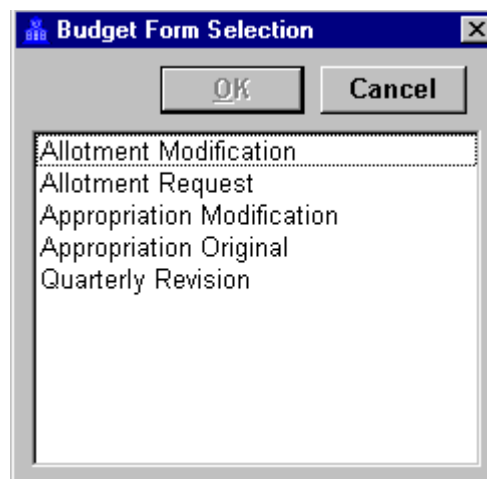 Budget Form Selection
OK Cancel
Allotment Modification
Allotment Request
Appropriation Modification
Appropriation Original
Quarterly Revision